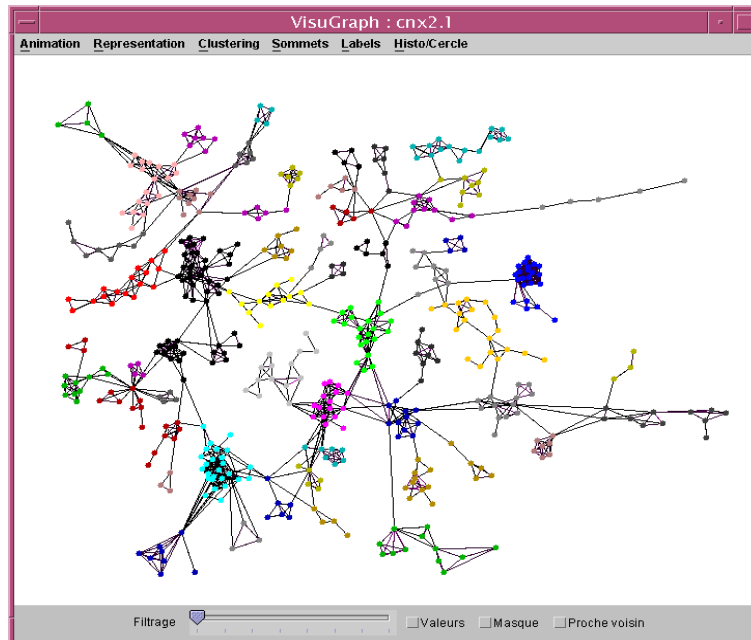 VisuGraph : cnx2.1
Animation Representation Clustering Sommets Labels Histo/Cercle
Filtrage Valeurs Masque Proche voisin